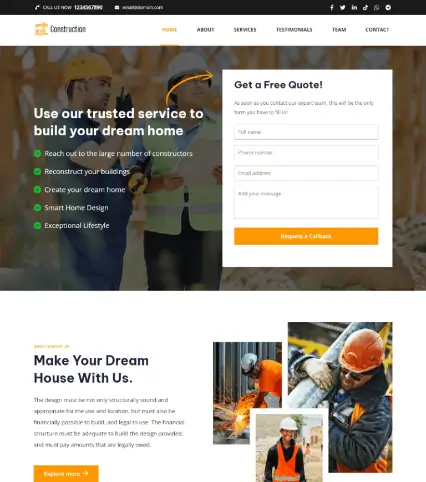 CALL US NOW 1234567890
email@domain.com
Construction
HOME
ABOUT
SERVICES
TESTIMONIALS
TEAM
CONTACT
Use our trusted service to
build your dream home
Reach out to the large number of constructors
Reconstruct your buildings
Create your dream home
Smart Home Design
Exceptional Lifestyle
Get a Free Quote!
As soon as you contact our expert team, this will be the only
form you have to fill in!
Full name
Phone number
Email address
Add your message
Request a Callback
Make Your Dream
House With Us.
The design must be not only structurally sound and
appropriate for the use and location, but must also be
financially possible to build, and legal to use. The financial
structure must be adequate to build the design provided,
and must pay amounts that are legally owed.
Explore more